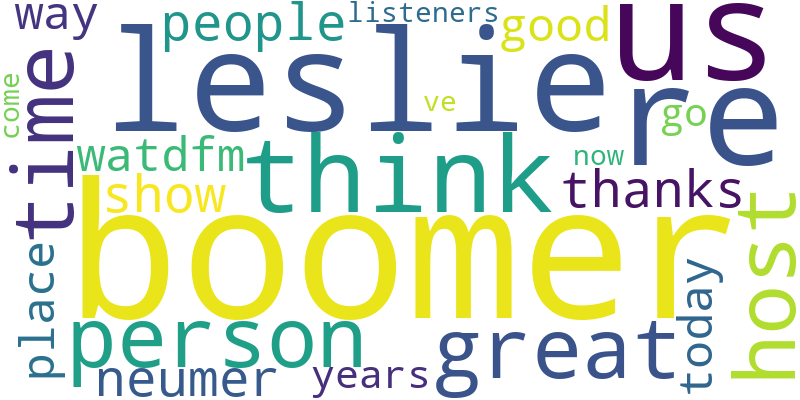 way
people
listeners
good
us
leslie
re
come
time
ve
go
watdfm
think
now
show
thanks
host
boomer
place
today
person
great
neumer
years